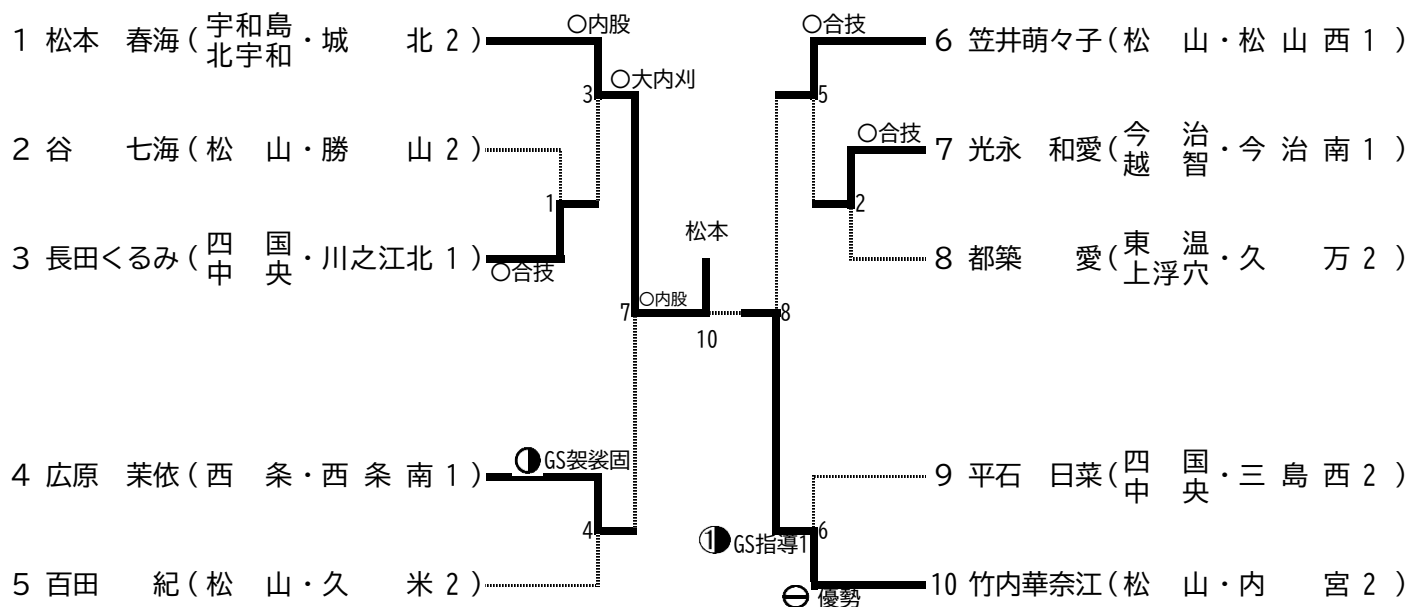 1 松本　春海（宇和島北宇和・城　北 2）
2 谷　　七海（松　山・勝　山 2）
3 長田くるみ（四国中央・川之江北 1）
4 広原　茉依（西　条・西 条 南 1）
5 百田　　紀（松　山・久　米 2）
○内股
3
○大内刈
1
○合技
7
○内股
GS袈裟固
4
松本
10
○合技
5
○合技
2
8
① GS指導1
6
優勢
6 笠井萌々子（松　山・松 山 西 1）
7 光永　和愛（今治越智・今 治 南 1）
8 都築　　愛（東温上浮穴・久　万 2）
9 平石　日菜（四国中央・三 島 西 2）
10 竹内華奈江（松　山・内　宮 2）